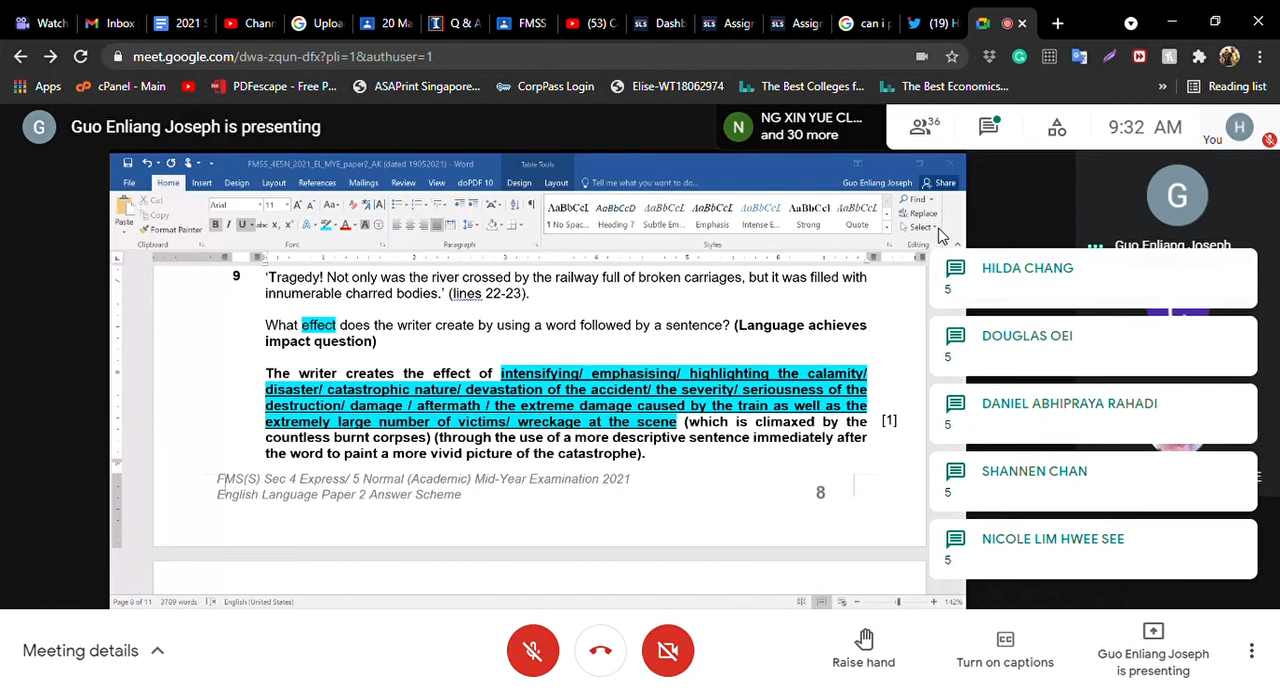 Watch
Inbox
2021 S
Chann
Uploa
20 Ma
Q & A
FMSS
(53) C
Dashb
Assigr
Assigr
can i p
(19) H
meet.google.com/dwa-zqun-dfx?pli=1&authuser=1
Apps
cPanel - Main
PDFescape - Free P...
ASAPrint Singapore...
CorpPass Login
Elise-WT18062974
The Best Colleges f...
The Best Economics...
Reading list
G
Guo Enliang Joseph is presenting
N
NG XIN YUE CL...
and 30 more
36
9:32 AM
You
H
FMSS_4E5N_2021_EL_MYE_paper2_AK (dated 19052021) - Word
Table Tools
File Home Insert Design Layout References Mailings Review View doPDF 10 Design Layout Tell me what you want to do...
Guo Enliang Joseph
Share
Paste
Cut
Copy
Format Painter
Clipboard
Arial
11
Font
Paragraph
AaBbCcI AaBbCcD AaBbCcI AaBbCcI AaBbCcI AaBbCcI AaBbCcI
1 No Spac... Heading 7 Subtle Em... Emphasis Intense E... Strong Quote
Styles
Find
Replace
Select
Editing
9 ‘Tragedy! Not only was the river crossed by the railway full of broken carriages, but it was filled with
innumerable charred bodies.’ (lines 22-23).
What effect does the writer create by using a word followed by a sentence? (Language achieves
impact question)
The writer creates the effect of intensifying/ emphasising/ highlighting the calamity/
disaster/ catastrophic nature/ devastation of the accident/ the severity/ seriousness of the
destruction/ damage / aftermath / the extreme damage caused by the train as well as the
extremely large number of victims/ wreckage at the scene (which is climaxed by the [1]
countless burnt corpses) (through the use of a more descriptive sentence immediately after
the word to paint a more vivid picture of the catastrophe).
FMS(S) Sec 4 Express/ 5 Normal (Academic) Mid-Year Examination 2021
English Language Paper 2 Answer Scheme
8
Page 8 of 11 3789 words English (United States)
142%
G
Guo Enliang Joseph
HILDA CHANG
5
DOUGLAS OEI
5
DANIEL ABHIPRAYA RAHADI
5
SHANNEN CHAN
5
NICOLE LIM HWEE SEE
5
Meeting details
Raise hand
Turn on captions
Guo Enliang Joseph
is presenting